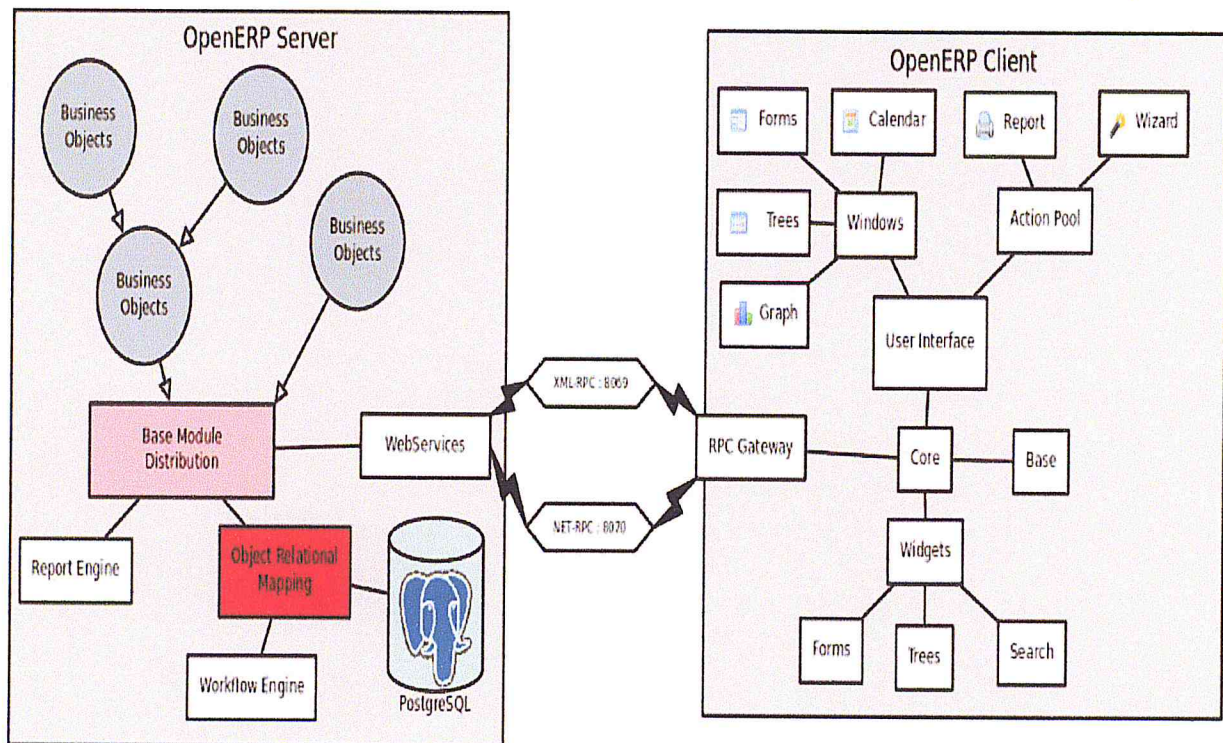 OpenERP Server
Business
Objects
Business
Objects
Business
Objects
Business
Objects
Base Module
Distribution
WebServices
Report Engine
Object Relational
Mapping
Workflow Engine
PostgreSQL
XML-RPC : 8069
NET-RPC : 8070
OpenERP Client
Forms
Calendar
Report
Wizard
Trees
Windows
Action Pool
Graph
User Interface
RPC Gateway
Core
Base
Widgets
Forms
Trees
Search